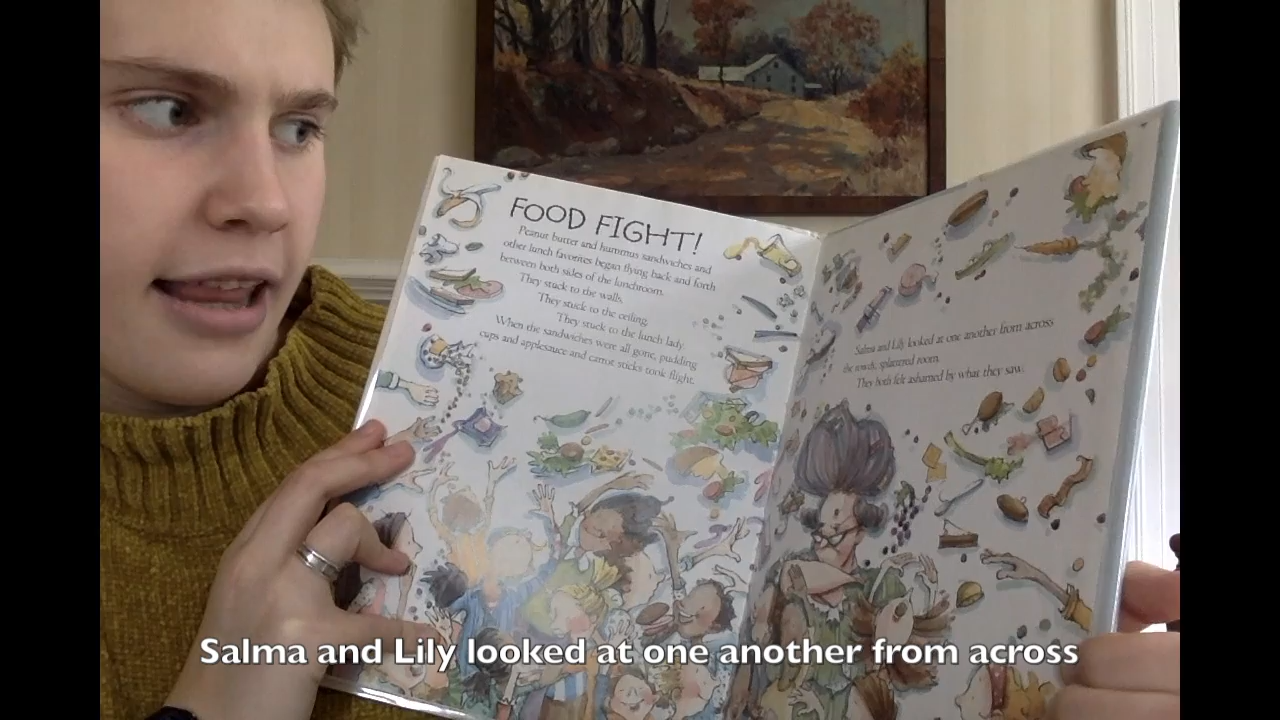 FOOD FIGHT!
Peanut butter and hummus sandwiches and
other lunch favorites began flying back and forth
between both sides of the lunchroom.
They stuck to the walls.
They stuck to the ceiling.
They stuck to the lunch lady.
When the sandwiches were all gone, pudding
cups and applesauce and carrot sticks took flight.
Salma and Lily looked at one another from across
the rowdy, splattered room.
They both felt ashamed by what they saw.
Salma and Lily looked at one another from across